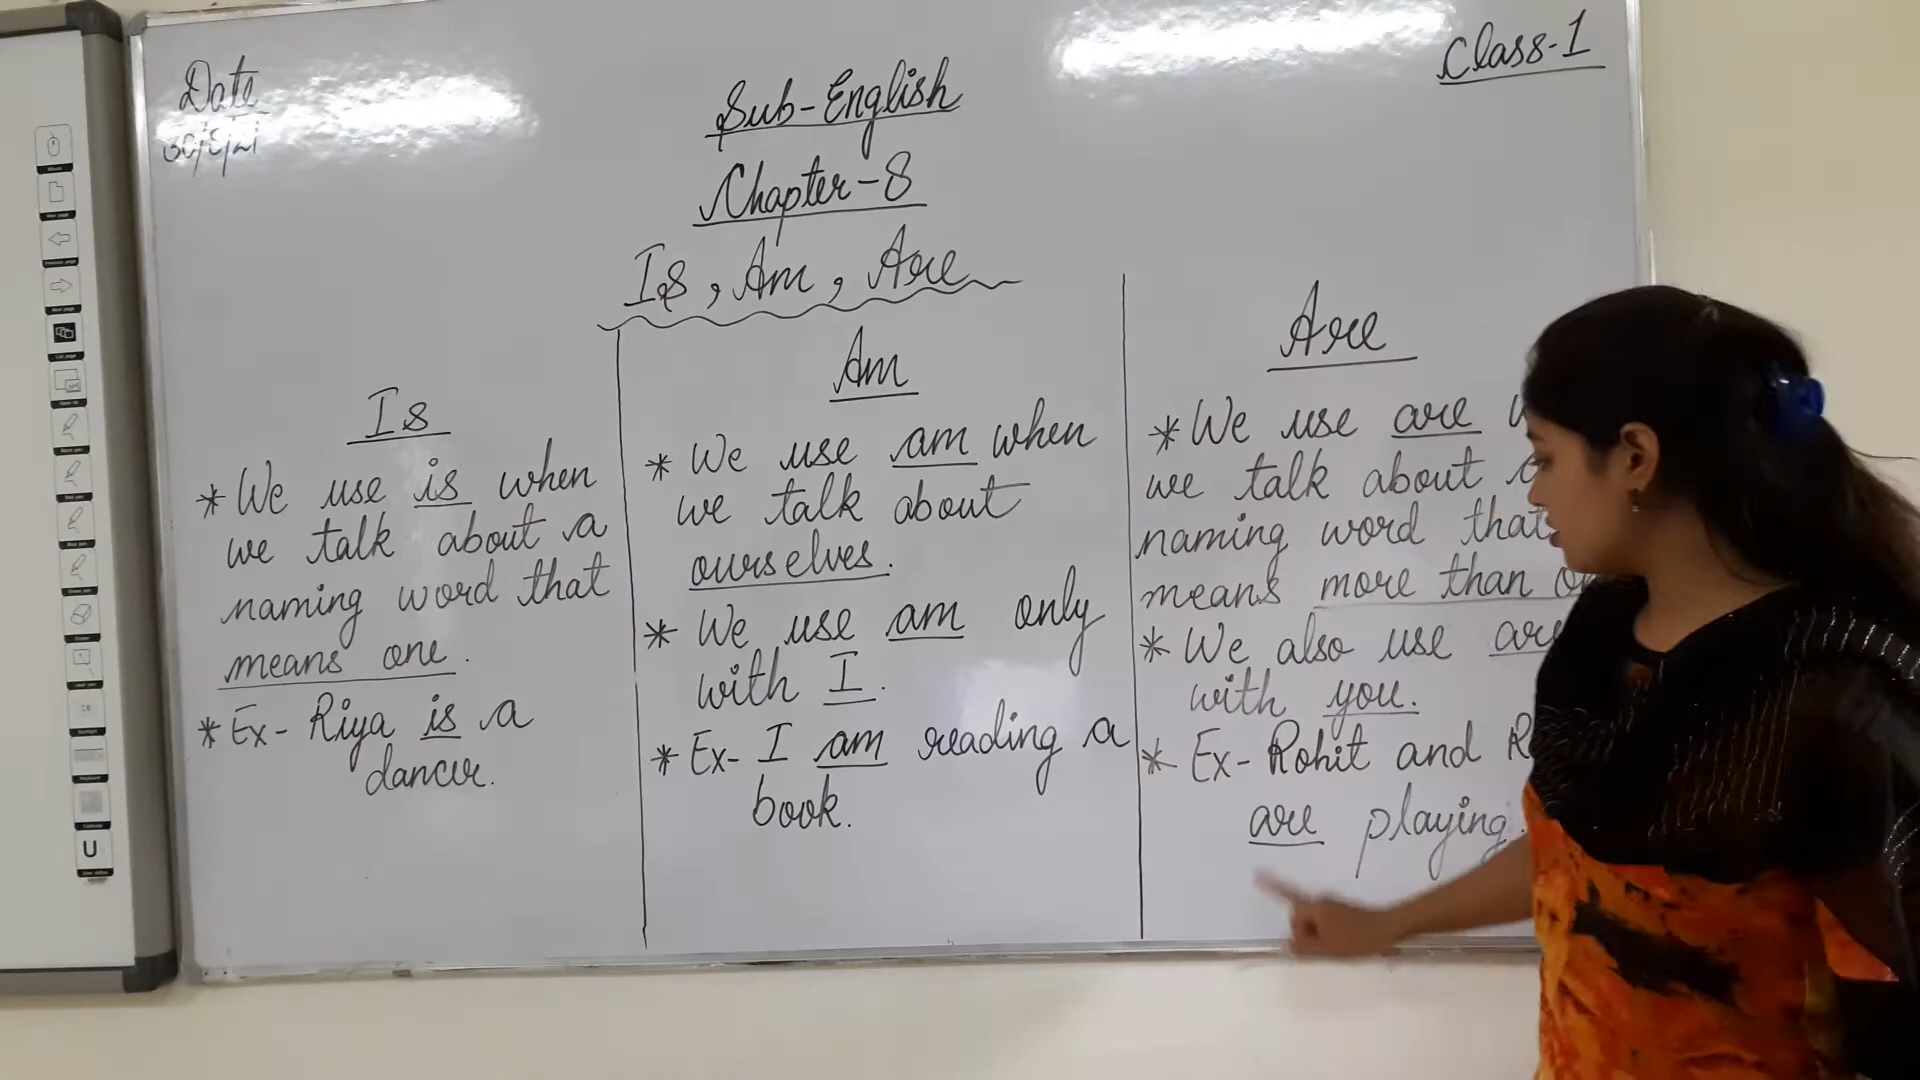 Date
Sub-English
Class-1
Chapter-8
Is, Am, Are
Is
* We use is when
we talk about a
naming word that
means one.
* Ex- Riya is a
dancer.
Am
* We use am when
we talk about
ourselves.
* We use am only
with I.
* Ex- I am reading a
book.
Are
* We use are
we talk about
naming word that
means more than
* We also use are
with you.
* Ex- Rohit and
are playing.
U